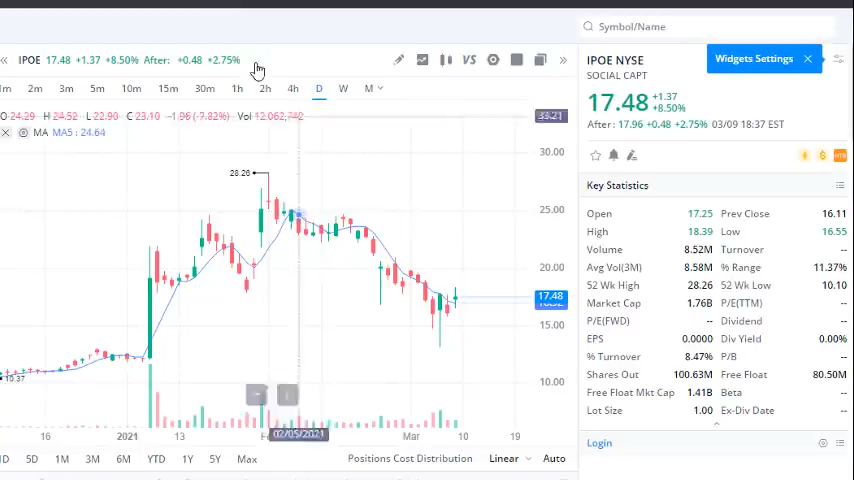 Symbol/Name
IPOE 17.48 +1.37 +8.50% After: +0.48 +2.75%
VS
1m 2m 3m 5m 10m 15m 30m 1h 2h 4h D W M
O 24.29 H 24.52 L 22.90 C 23.10 -1.96 (-7.82%) Vol 12,062,742
MA MA5: 24.64
33.21
30.00
28.26
25.00
20.00
17.48
15.00
10.37
10.00
16 2021 13 02/05/2021 Mar 10 19
5D 1M 3M 6M YTD 1Y 5Y Max Positions Cost Distribution Linear Auto
IPOE NYSE
SOCIAL CAPT
Widgets Settings
17.48 +1.37
+8.50%
After : 17.96 +0.48 +2.75% 03/09 18:37 EST
HTB
Key Statistics
Open 17.25 Prev Close 16.11
High 18.39 Low 16.55
Volume 8.52M Turnover --
Avg Vol(3M) 8.58M % Range 11.37%
52 Wk High 28.26 52 Wk Low 10.10
Market Cap 1.76B P/E(TTM) --
P/E(FWD) -- Dividend --
EPS 0.0000 Div Yield 0.00%
% Turnover 8.47% P/B --
Shares Out 100.63M Free Float 80.50M
Free Float Mkt Cap 1.41B Beta --
Lot Size 1.00 Ex-Div Date --
Login